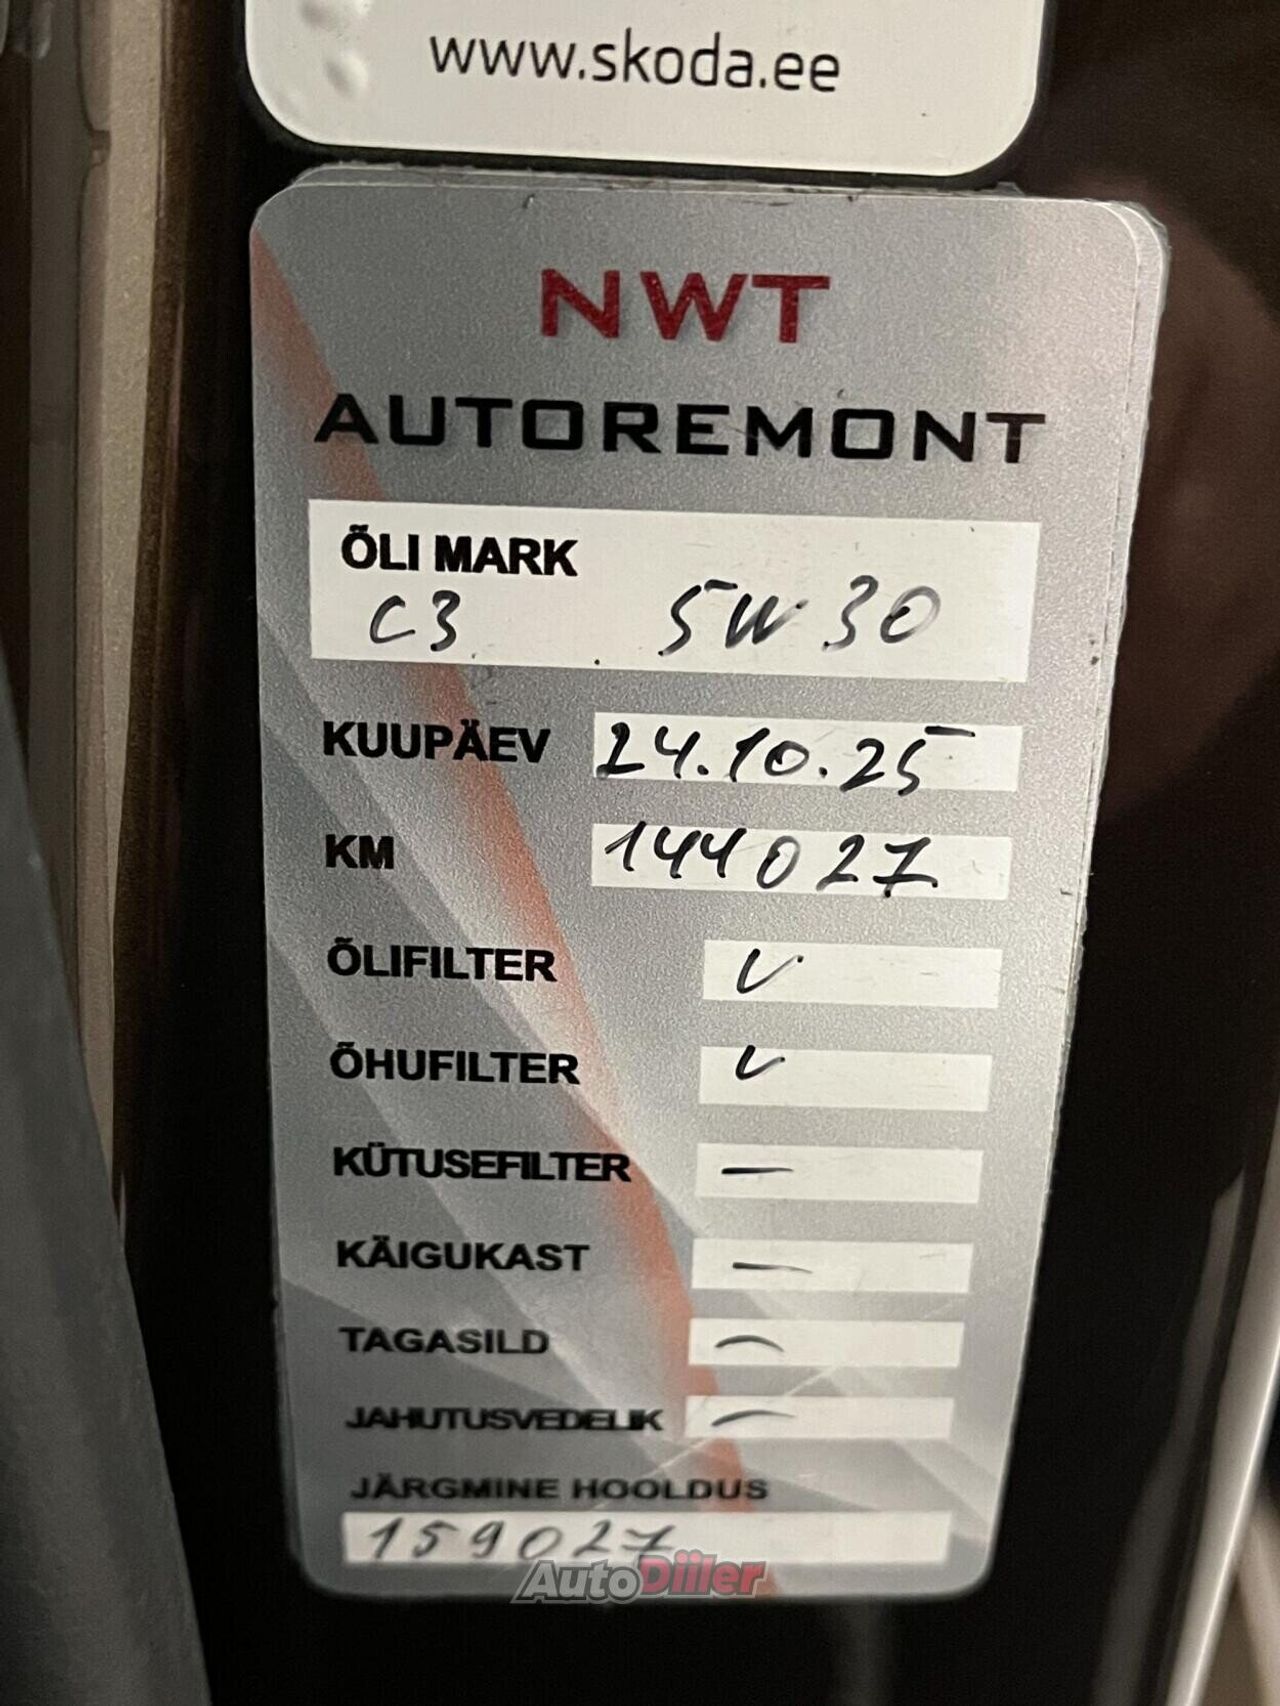 www.skoda.ee
NWT
AUTOREMONT
ÕLI MARK
C3 5W30
KUUPÄEV 24.10.25
KM 144027
ÕLIFILTER V
ÕHUFILTER V
KÜTUSEFILTER —
KÄIGUKAST —
TAGASILD —
JAHUTUSVEDELIK —
JÄRGMINE HOOLDUS
159027
AutoDiiler